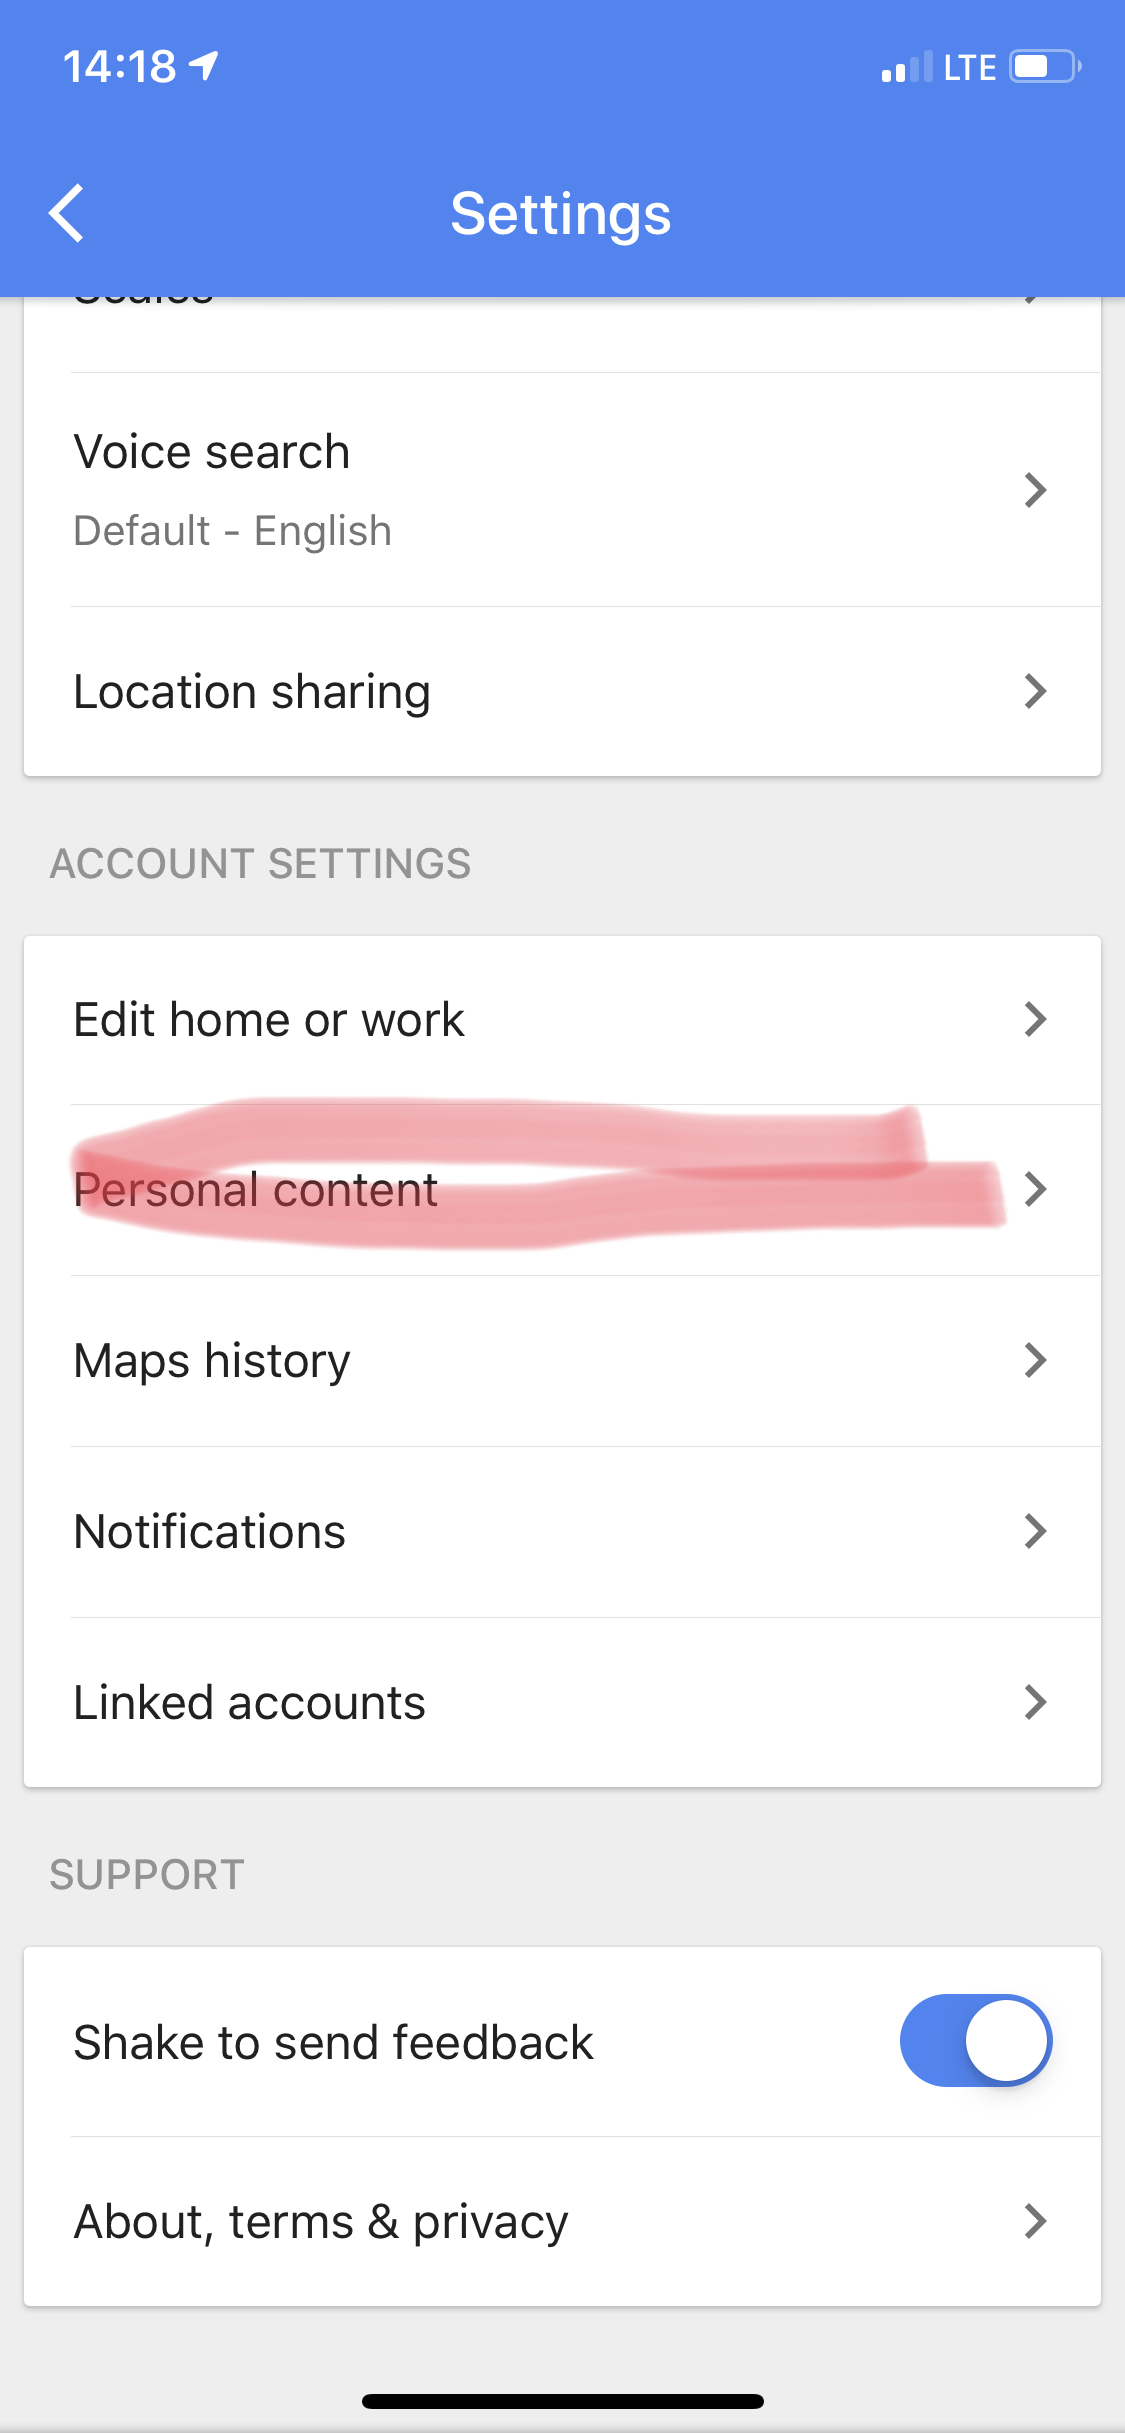 14:18 LTE
Settings
Voice search
Default - English
Location sharing
ACCOUNT SETTINGS
Edit home or work
Personal content
Maps history
Notifications
Linked accounts
SUPPORT
Shake to send feedback
About, terms & privacy